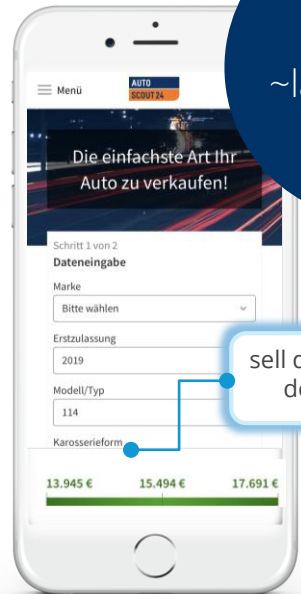 Menü
AUTO
SCOUT24
Die einfachste Art Ihr
Auto zu verkaufen!
Schritt 1 von 2
Dateneingabe
Marke
Bitte wählen
Erstzulassung
2019
Modell/Typ
114
Karosserieform
sell
13.945 € 15.494 € 17.691 €